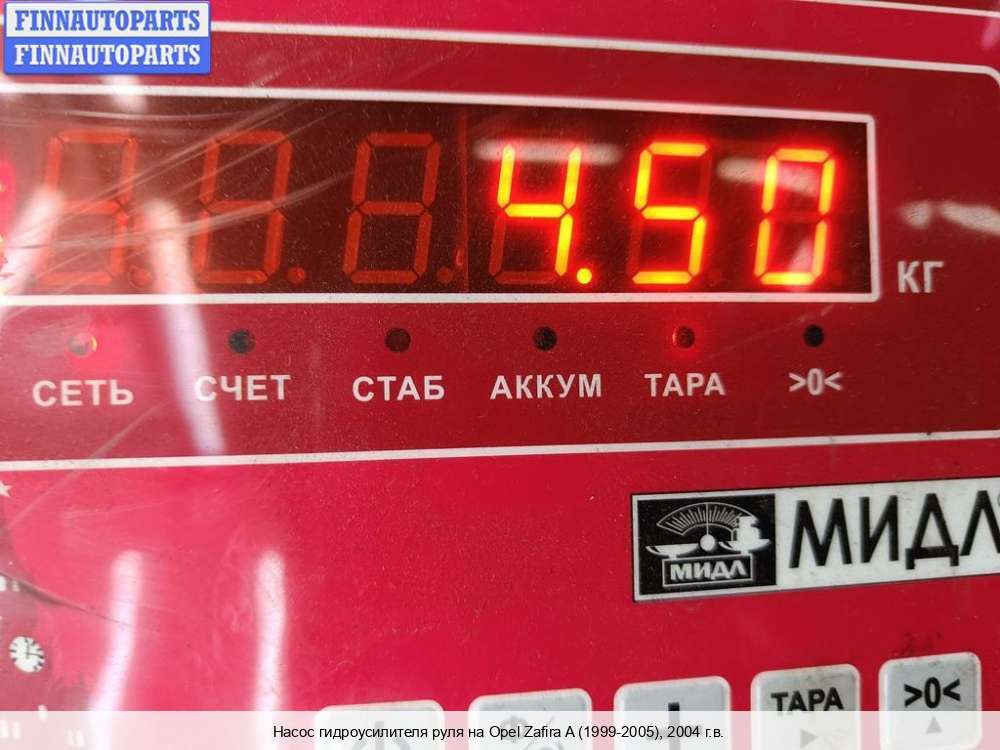 FINNAUTOPARTS
FINNAUTOPARTS
4.50
КГ
СЕТЬ СЧЕТ СТАБ АККУМ ТАРА >0<
МИДЛ МИДЛ
ТАРА >0<
Насос гидроусилителя руля на Opel Zafira A (1999-2005), 2004 г.в.